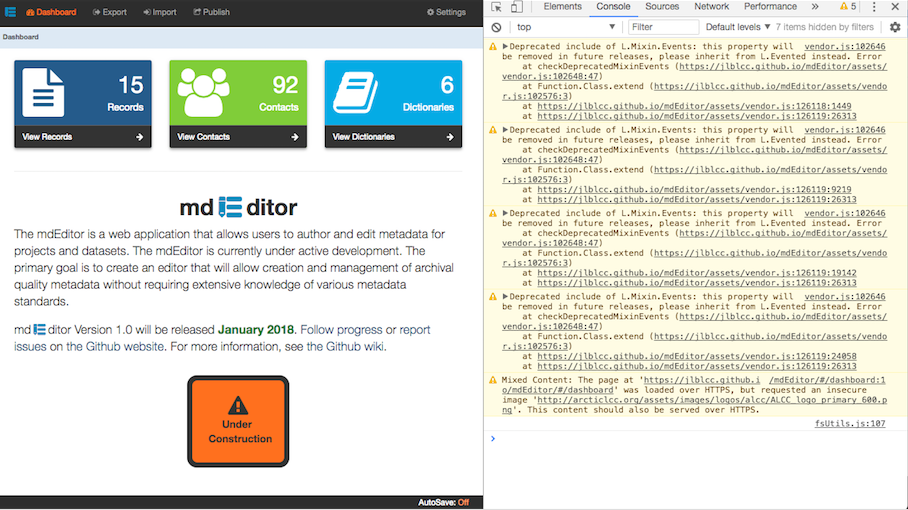 Dashboard Export Import Publish Settings
Dashboard
15
Records
View Records
92
Contacts
View Contacts
6
Dictionaries
View Dictionaries
md ditor
The mdEditor is a web application that allows users to author and edit metadata for
projects and datasets. The mdEditor is currently under active development. The
primary goal is to create an editor that will allow creation and management of archival
quality metadata without requiring extensive knowledge of various metadata
standards.
md ditor Version 1.0 will be released January 2018. Follow progress or report
issues on the Github website. For more information, see the Github wiki.
Under
Construction
AutoSave: Off
Elements Console Sources Network Performance » 5
top Filter Default levels 7 items hidden by filters
Deprecated include of L.Mixin.Events: this property will vendor.js:102646
be removed in future releases, please inherit from L.Evented instead. Error
at checkDeprecatedMixinEvents (https://jlblcc.github.io/mdEditor/assets/
vendor.js:102648:47)
at Function.Class.extend (https://jlblcc.github.io/mdEditor/assets/vendo
r.js:102576:3)
at https://jlblcc.github.io/mdEditor/assets/vendor.js:126118:1449
at https://jlblcc.github.io/mdEditor/assets/vendor.js:126119:26313
Deprecated include of L.Mixin.Events: this property will vendor.js:102646
be removed in future releases, please inherit from L.Evented instead. Error
at checkDeprecatedMixinEvents (https://jlblcc.github.io/mdEditor/assets/
vendor.js:102648:47)
at Function.Class.extend (https://jlblcc.github.io/mdEditor/assets/vendo
r.js:102576:3)
at https://jlblcc.github.io/mdEditor/assets/vendor.js:126119:9219
at https://jlblcc.github.io/mdEditor/assets/vendor.js:126119:26313
Deprecated include of L.Mixin.Events: this property will vendor.js:102646
be removed in future releases, please inherit from L.Evented instead. Error
at checkDeprecatedMixinEvents (https://jlblcc.github.io/mdEditor/assets/
vendor.js:102648:47)
at Function.Class.extend (https://jlblcc.github.io/mdEditor/assets/vendo
r.js:102576:3)
at https://jlblcc.github.io/mdEditor/assets/vendor.js:126119:19142
at https://jlblcc.github.io/mdEditor/assets/vendor.js:126119:26313
Deprecated include of L.Mixin.Events: this property will vendor.js:102646
be removed in future releases, please inherit from L.Evented instead. Error
at checkDeprecatedMixinEvents (https://jlblcc.github.io/mdEditor/assets/
vendor.js:102648:47)
at Function.Class.extend (https://jlblcc.github.io/mdEditor/assets/vendo
r.js:102576:3)
at https://jlblcc.github.io/mdEditor/assets/vendor.js:126119:24058
at https://jlblcc.github.io/mdEditor/assets/vendor.js:126119:26313
Mixed Content: The page at 'https://jlblcc.github.i /mdEditor/#/dashboard:1
o/mdEditor/#/dashboard' was loaded over HTTPS, but requested an insecure
image 'http://arcticlcc.org/assets/images/logos/alcc/ALCC_logo_primary_600.p
ng'. This content should also be served over HTTPS.
fsUtils.js:107